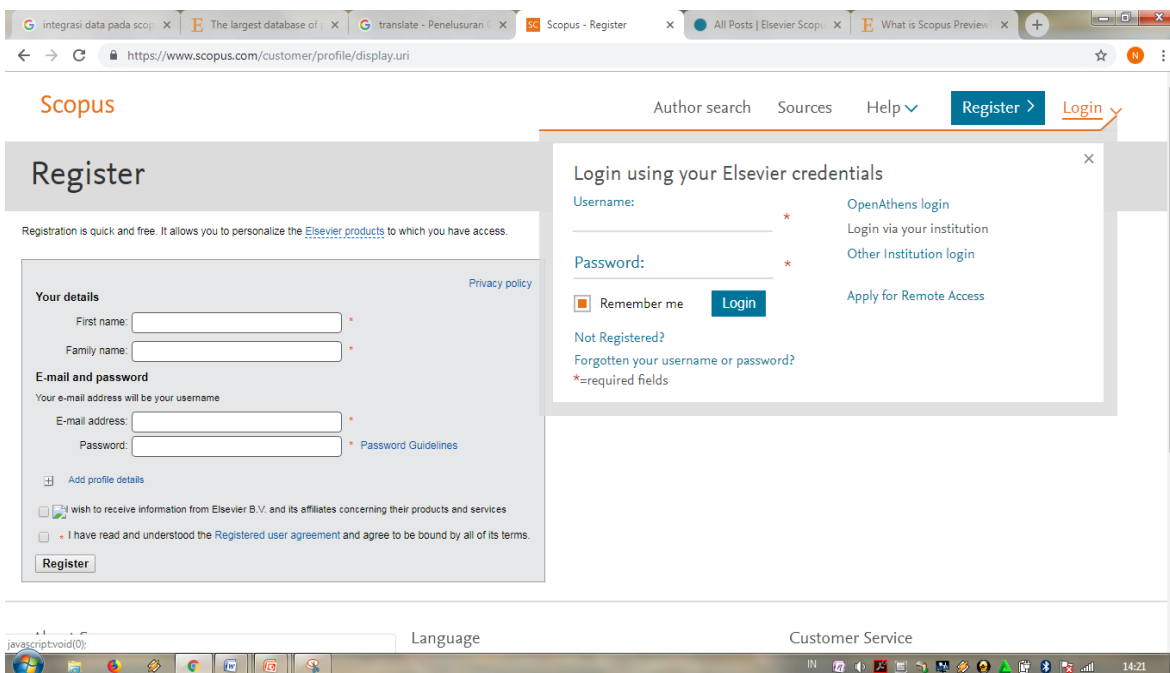 integrasi data pada scop
The largest database of p
translate - Penelusuran G
Scopus - Register
All Posts | Elsevier Scopu
What is Scopus Preview
https://www.scopus.com/customer/profile/display.uri
N
Scopus
Author search
Sources
Help
Register >
Login
Register
Registration is quick and free. It allows you to personalize the Elsevier products to which you have access.
Privacy policy
Your details
First name: *
Family name: *
E-mail and password
Your e-mail address will be your username
E-mail address: *
Password: * Password Guidelines
Add profile details
I wish to receive information from Elsevier B.V. and its affiliates concerning their products and services
* I have read and understood the Registered user agreement and agree to be bound by all of its terms.
Register
Login using your Elsevier credentials
Username: *
Password: *
Remember me
Login
Not Registered?
Forgotten your username or password?
*=required fields
OpenAthens login
Login via your institution
Other Institution login
Apply for Remote Access
Language
Customer Service
javascript:void(0);
IN
14:21